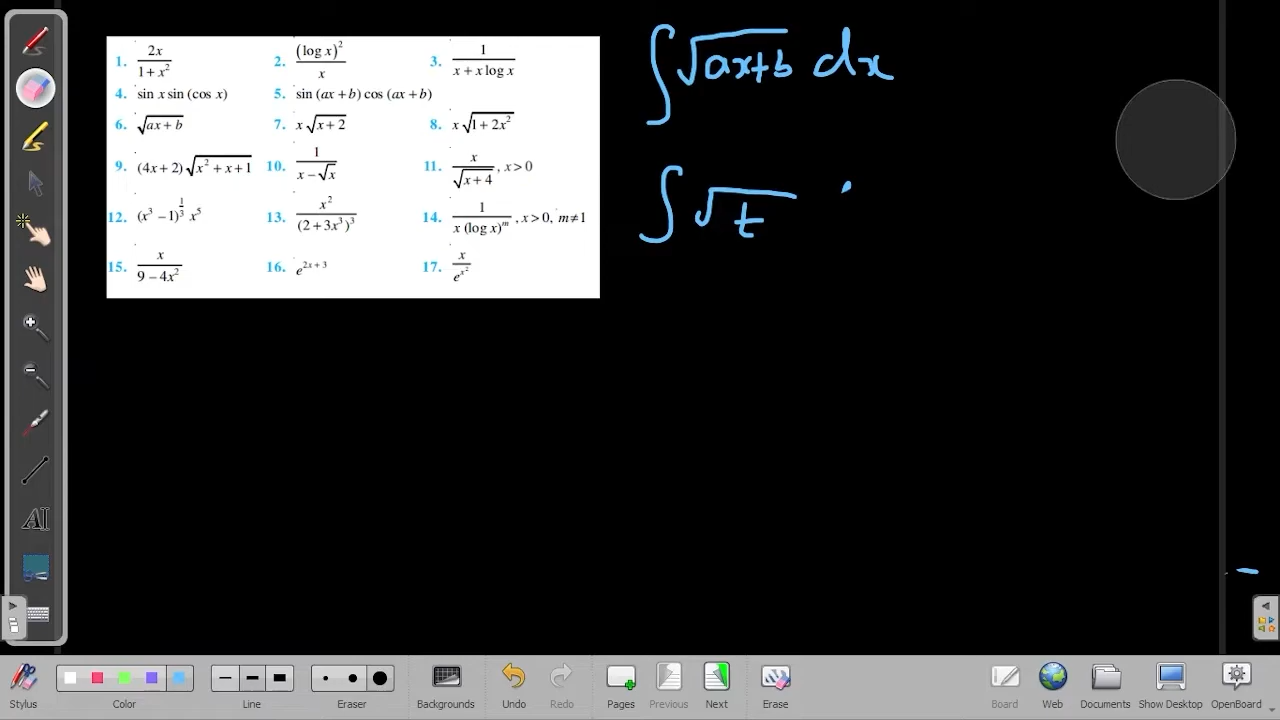 1. 2x / (1 + x²) 2. (log x)² / x 3. 1 / (x + x log x)
4. sin x sin (cos x) 5. sin (ax + b) cos (ax + b)
6. √(ax + b) 7. x √(x + 2) 8. x √(1 + 2x²)
9. (4x + 2) √(x² + x + 1) 10. 1 / (x – √x) 11. x / √(x + 4) , x > 0
12. (x³ – 1)^(1/3) x⁵ 13. x² / (2 + 3x³)³ 14. 1 / (x (log x)^m) , x > 0, m ≠ 1
15. x / (9 – 4x²) 16. e^(2x + 3) 17. x / e^(x²)
∫ √(ax+b) dx
∫ √t
AI
Stylus Color Line Eraser Backgrounds Undo Redo Pages Previous Next Erase Board Web Documents Show Desktop OpenBoard